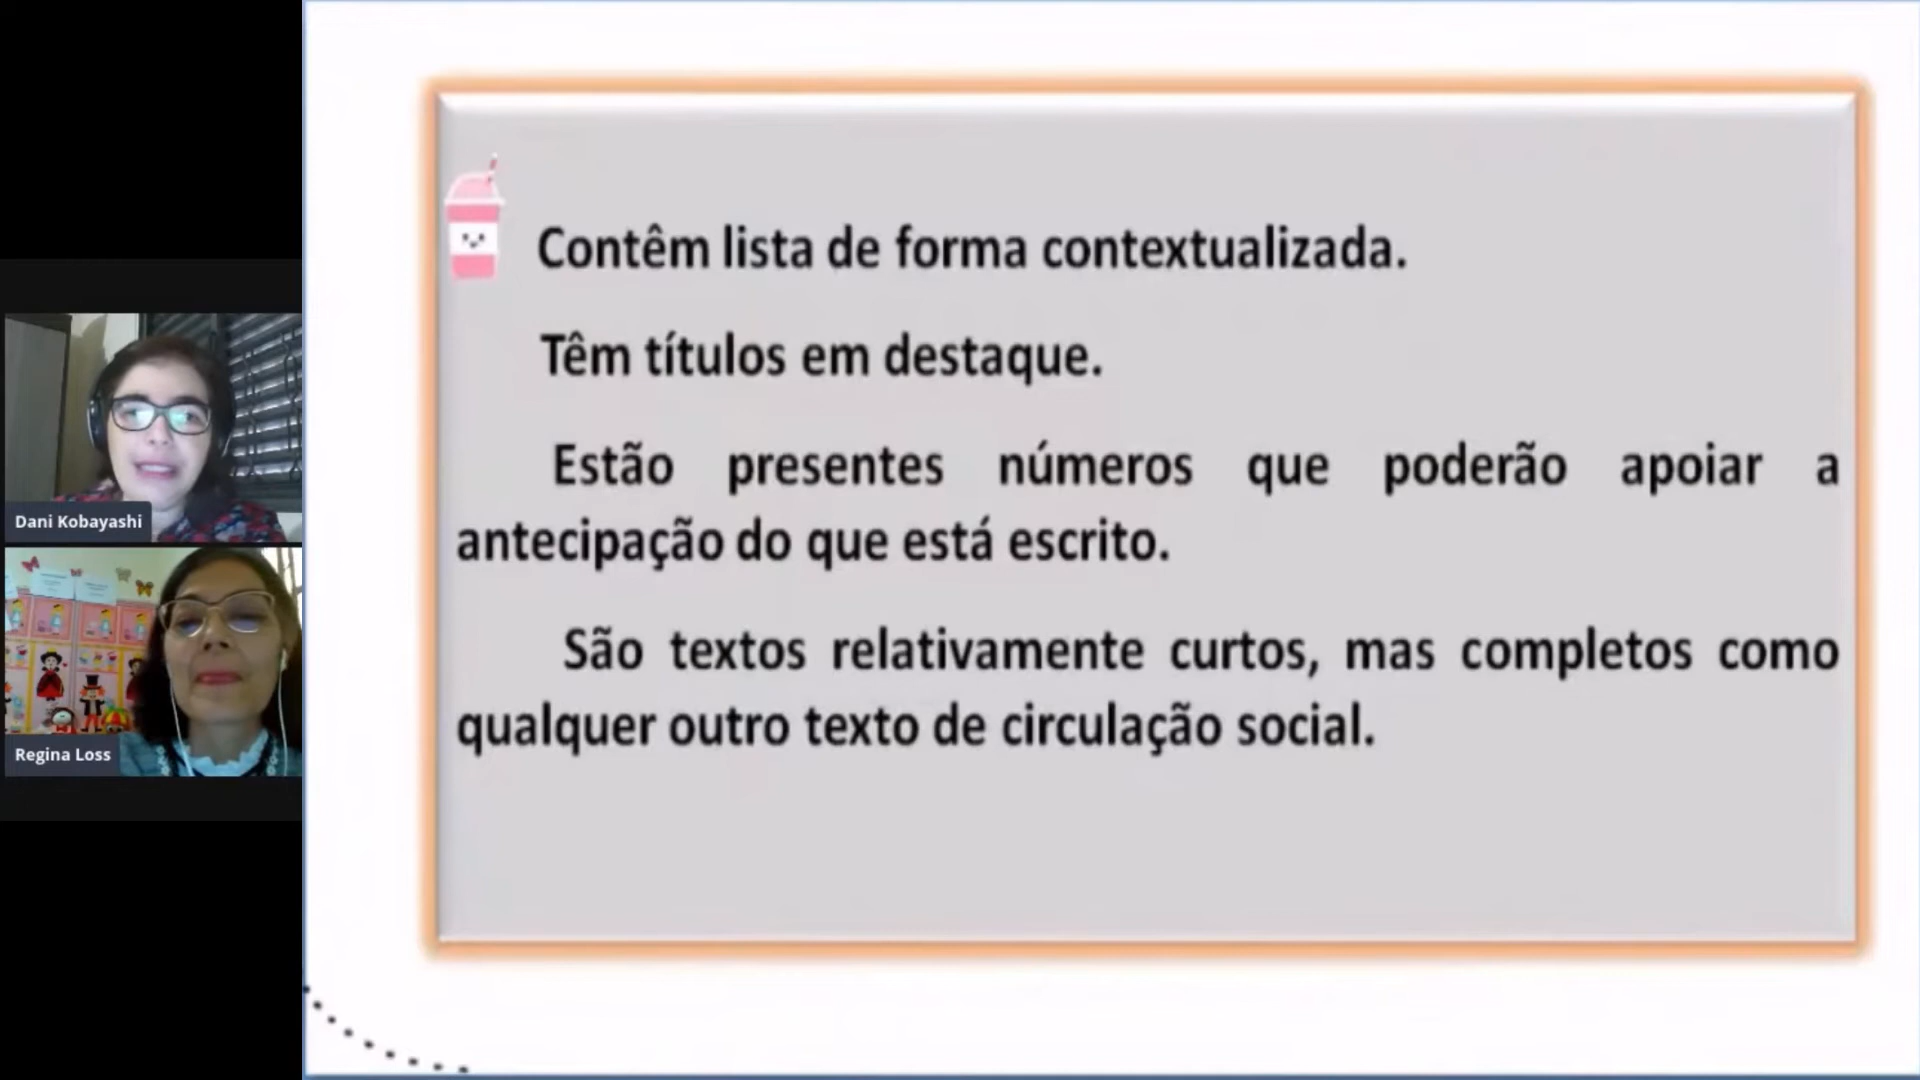 Contêm lista de forma contextualizada.
Têm títulos em destaque.
Estão presentes números que poderão apoiar a
antecipação do que está escrito.
São textos relativamente curtos, mas completos como
qualquer outro texto de circulação social.
Dani Kobayashi
Regina Loss